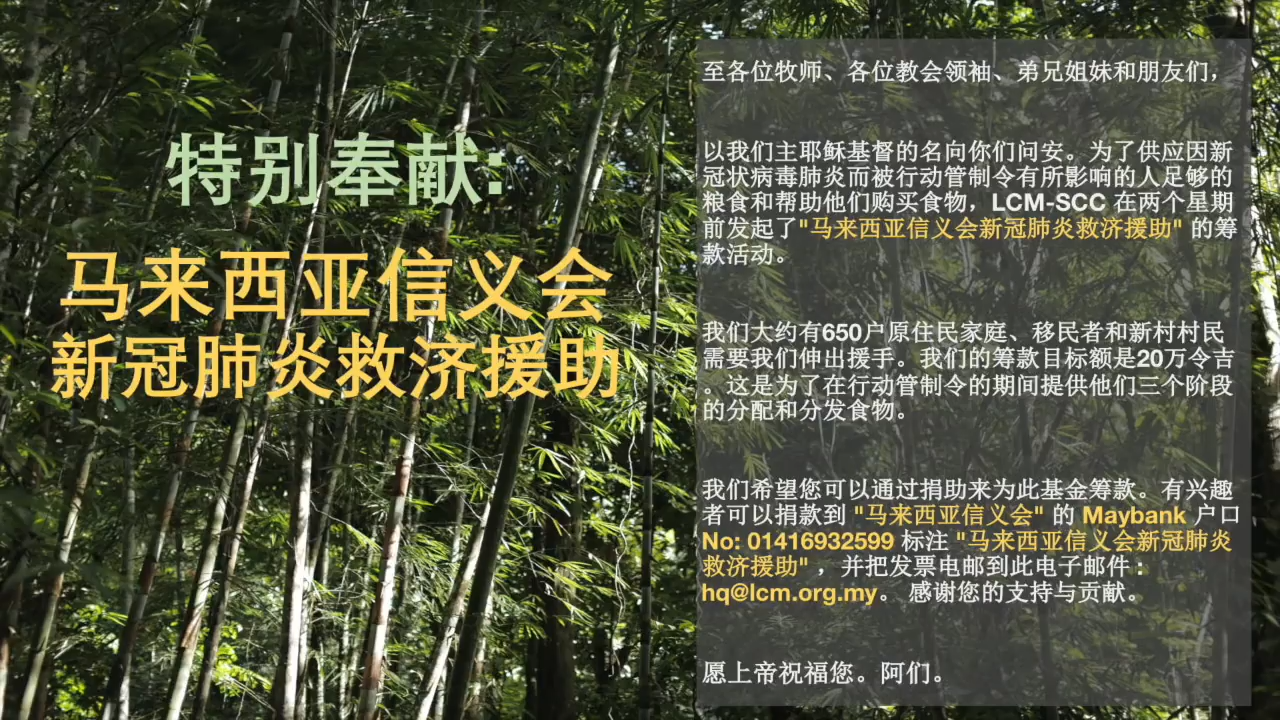 特别奉献:
马来西亚信义会
新冠肺炎救济援助
至各位牧师、各位教会领袖、弟兄姐妹和朋友们，
以我们主耶稣基督的名向你们问安。为了供应因新
冠状病毒肺炎而被行动管制令有所影响的人足够的
粮食和帮助他们购买食物，LCM-SCC 在两个星期
前发起了"马来西亚信义会新冠肺炎救济援助" 的筹
款活动。
我们大约有650户原住民家庭、移民者和新村村民
需要我们伸出援手。我们的筹款目标额是20万令吉
。这是为了在行动管制令的期间提供他们三个阶段
的分配和分发食物。
我们希望您可以通过捐助来为此基金筹款。有兴趣
者可以捐款到 "马来西亚信义会" 的 Maybank 户口
No: 01416932599 标注 "马来西亚信义会新冠肺炎
救济援助" ，并把发票电邮到此电子邮件：
hq@lcm.org.my。 感谢您的支持与贡献。
愿上帝祝福您。阿们。